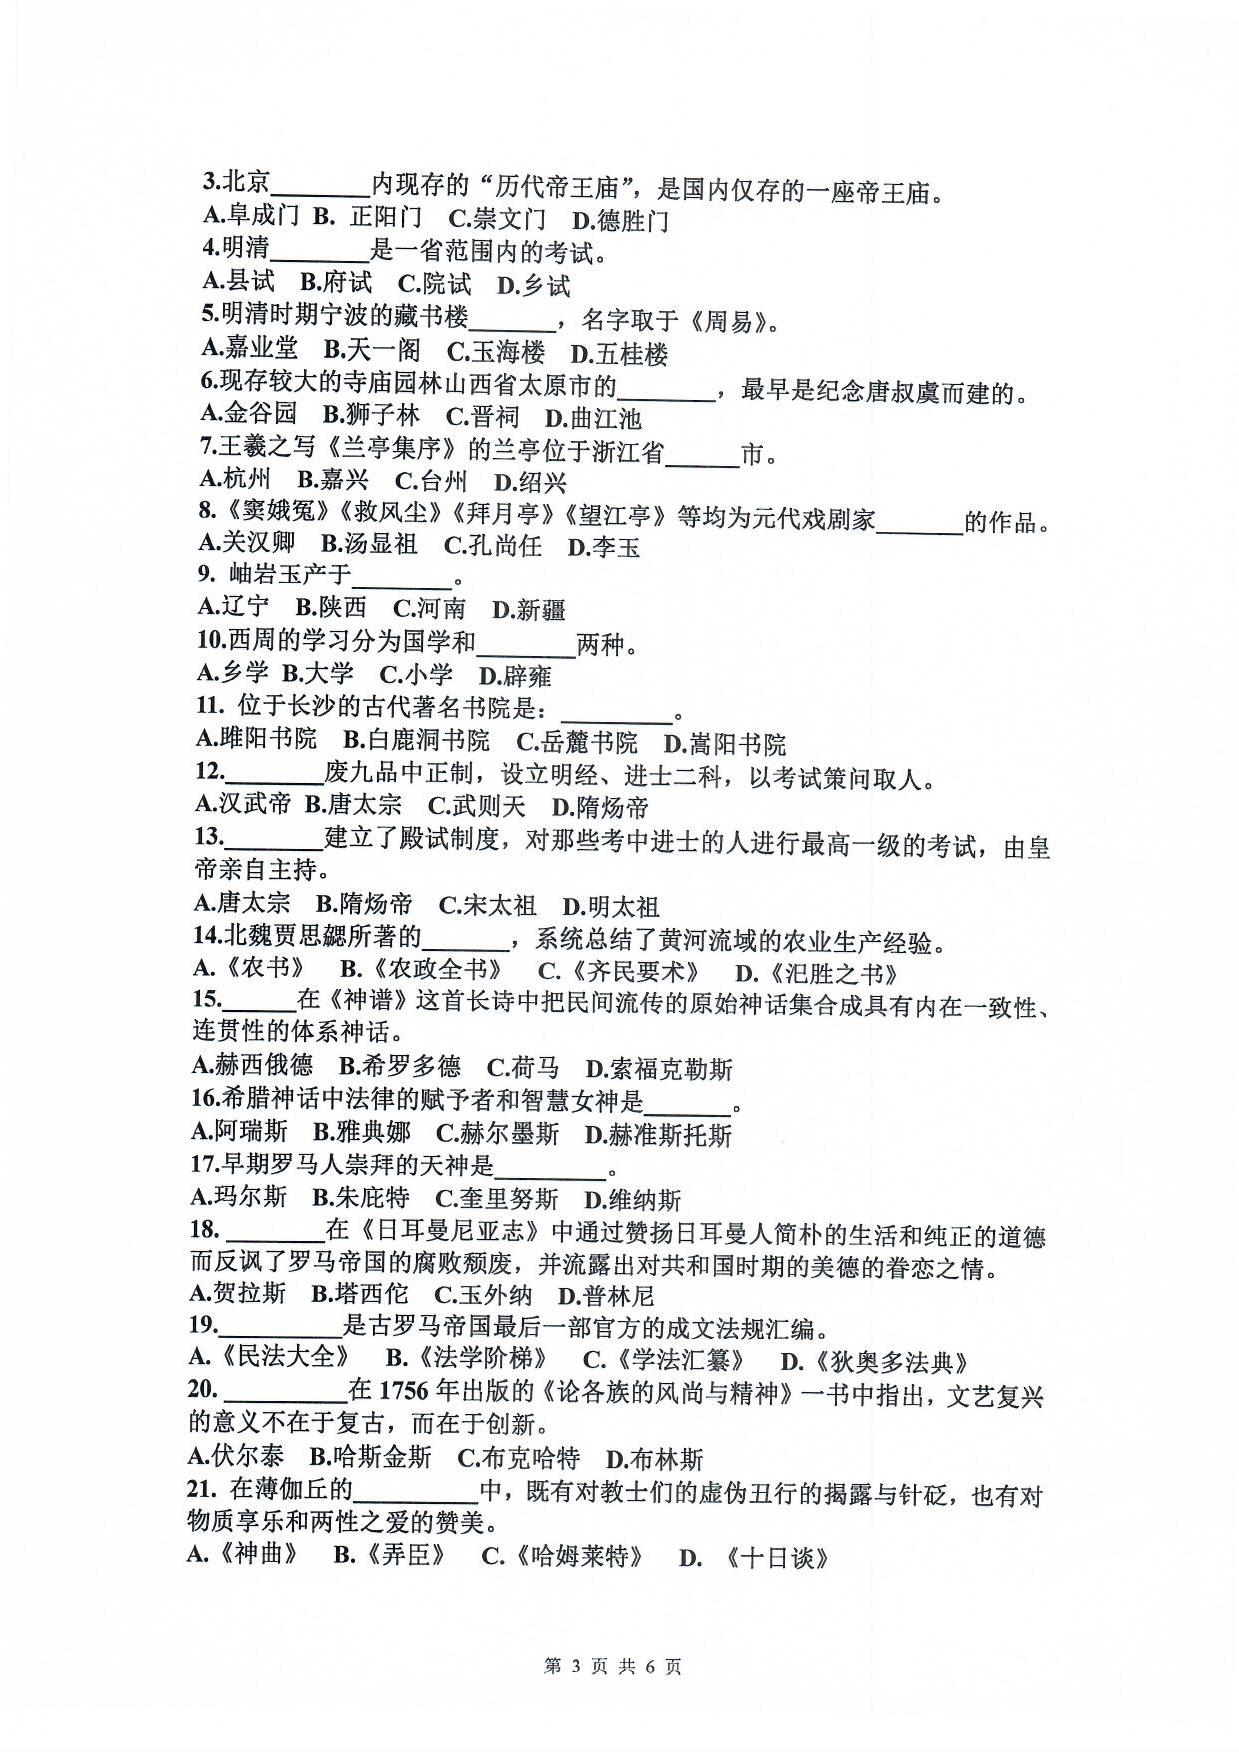 3.北京________内现存的“历代帝王庙”，是国内仅存的一座帝王庙。
A.阜成门 B. 正阳门 C.崇文门 D.德胜门
4.明清________是一省范围内的考试。
A.县试 B.府试 C.院试 D.乡试
5.明清时期宁波的藏书楼_______，名字取于《周易》。
A.嘉业堂 B.天一阁 C.玉海楼 D.五桂楼
6.现存较大的寺庙园林山西省太原市的________，最早是纪念唐叔虞而建的。
A.金谷园 B.狮子林 C.晋祠 D.曲江池
7.王羲之写《兰亭集序》的兰亭位于浙江省______市。
A.杭州 B.嘉兴 C.台州 D.绍兴
8.《窦娥冤》《救风尘》《拜月亭》《望江亭》等均为元代戏剧家_______的作品。
A.关汉卿 B.汤显祖 C.孔尚任 D.李玉
9. 岫岩玉产于________。
A.辽宁 B.陕西 C.河南 D.新疆
10.西周的学习分为国学和________两种。
A.乡学 B.大学 C.小学 D.辟雍
11. 位于长沙的古代著名书院是：_________。
A.雎阳书院 B.白鹿洞书院 C.岳麓书院 D.嵩阳书院
12.________废九品中正制，设立明经、进士二科，以考试策问取人。
A.汉武帝 B.唐太宗 C.武则天 D.隋炀帝
13.________建立了殿试制度，对那些考中进士的人进行最高一级的考试，由皇
帝亲自主持。
A.唐太宗 B.隋炀帝 C.宋太祖 D.明太祖
14.北魏贾思勰所著的_______，系统总结了黄河流域的农业生产经验。
A.《农书》 B.《农政全书》 C.《齐民要术》 D.《汜胜之书》
15.______在《神谱》这首长诗中把民间流传的原始神话集合成具有内在一致性、
连贯性的体系神话。
A.赫西俄德 B.希罗多德 C.荷马 D.索福克勒斯
16.希腊神话中法律的赋予者和智慧女神是_______。
A.阿瑞斯 B.雅典娜 C.赫尔墨斯 D.赫准斯托斯
17.早期罗马人崇拜的天神是_________。
A.玛尔斯 B.朱庇特 C.奎里努斯 D.维纳斯
18. ________在《日耳曼尼亚志》中通过赞扬日耳曼人简朴的生活和纯正的道德
而反讽了罗马帝国的腐败颓废，并流露出对共和国时期的美德的眷恋之情。
A.贺拉斯 B.塔西佗 C.玉外纳 D.普林尼
19.__________是古罗马帝国最后一部官方的成文法规汇编。
A.《民法大全》 B.《法学阶梯》 C.《学法汇纂》 D.《狄奥多法典》
20. __________在 1756 年出版的《论各族的风尚与精神》一书中指出，文艺复兴
的意义不在于复古，而在于创新。
A.伏尔泰 B.哈斯金斯 C.布克哈特 D.布林斯
21. 在薄伽丘的__________中，既有对教士们的虚伪丑行的揭露与针砭，也有对
物质享乐和两性之爱的赞美。
A.《神曲》 B.《弄臣》 C.《哈姆莱特》 D. 《十日谈》
第 3 页 共 6 页